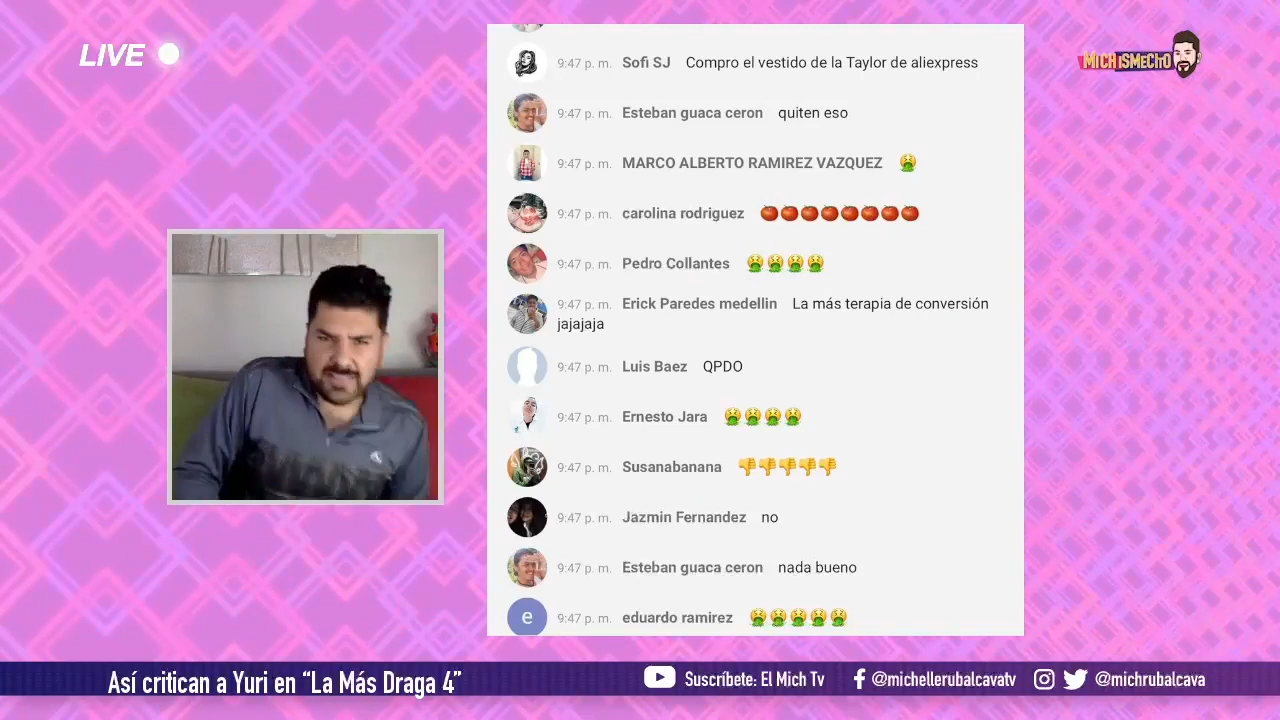 LIVE
MICHISMECITO
9:47 p. m. Sofi SJ Compro el vestido de la Taylor de aliexpress
9:47 p. m. Esteban guaca ceron quiten eso
9:47 p. m. MARCO ALBERTO RAMIREZ VAZQUEZ 🤮
9:47 p. m. carolina rodriguez 🍅🍅🍅🍅🍅🍅🍅🍅
9:47 p. m. Pedro Collantes 🤮🤮🤮🤮
9:47 p. m. Erick Paredes medellin La más terapia de conversión
jajajaja
9:47 p. m. Luis Baez QPDO
9:47 p. m. Ernesto Jara 🤮🤮🤮🤮
9:47 p. m. Susanabanana 👎👎👎👎👎
9:47 p. m. Jazmin Fernandez no
9:47 p. m. Esteban guaca ceron nada bueno
e 9:47 p. m. eduardo ramirez 🤮🤮🤮🤮🤮
Así critican a Yuri en “La Más Draga 4” Suscríbete: El Mich Tv @michellerubalcavatv @michrubalcava